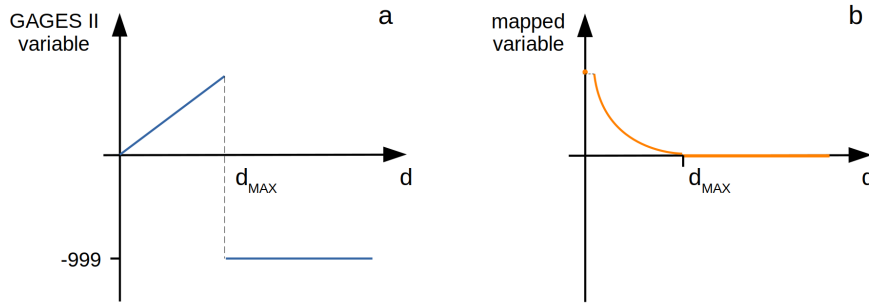 GAGES II
variable
a
d MAX
d
-999
mapped
variable
b
d MAX
d